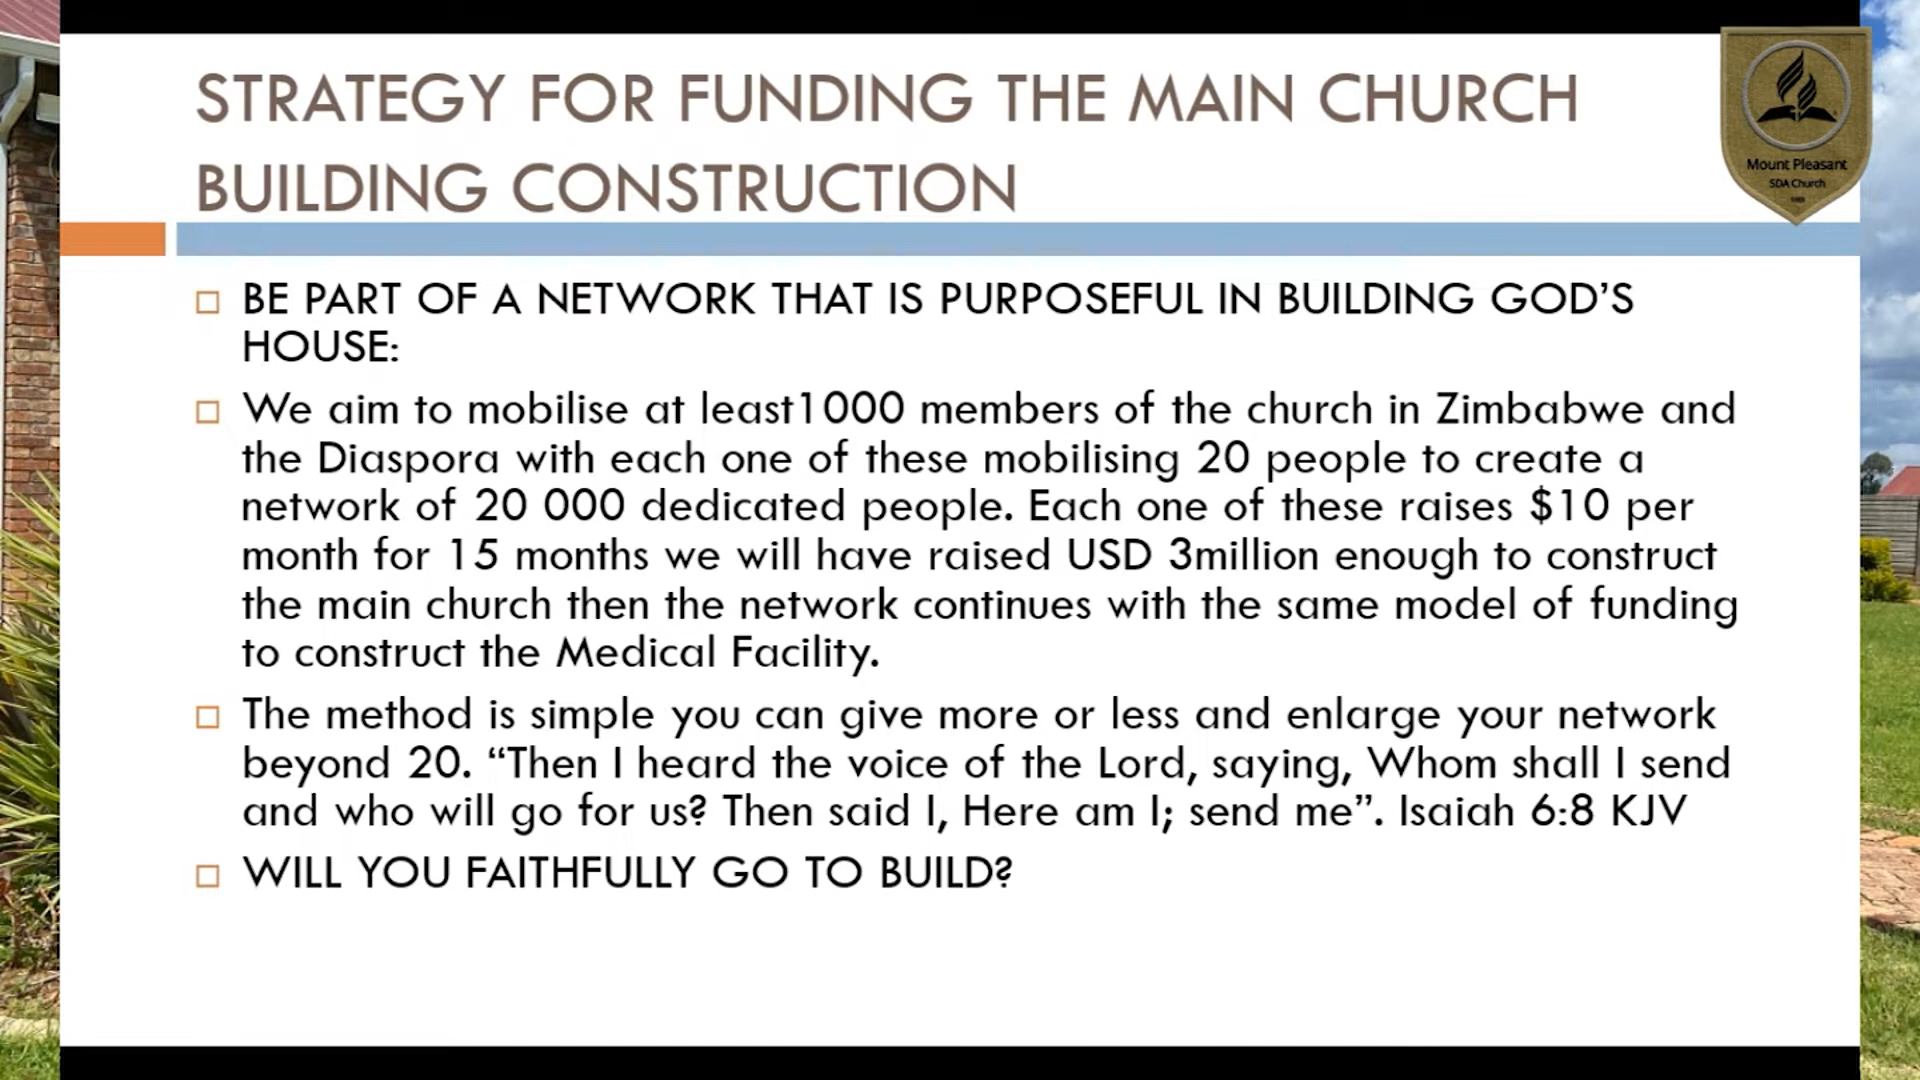 STRATEGY FOR FUNDING THE MAIN CHURCH
BUILDING CONSTRUCTION
Mount Pleasant
SDA Church
BE PART OF A NETWORK THAT IS PURPOSEFUL IN BUILDING GOD'S
HOUSE:
We aim to mobilise at least1000 members of the church in Zimbabwe and
the Diaspora with each one of these mobilising 20 people to create a
network of 20 000 dedicated people. Each one of these raises $10 per
month for 15 months we will have raised USD 3million enough to construct
the main church then the network continues with the same model of funding
to construct the Medical Facility.
The method is simple you can give more or less and enlarge your network
beyond 20. “Then I heard the voice of the Lord, saying, Whom shall I send
and who will go for us? Then said I, Here am I; send me”. Isaiah 6:8 KJV
WILL YOU FAITHFULLY GO TO BUILD?